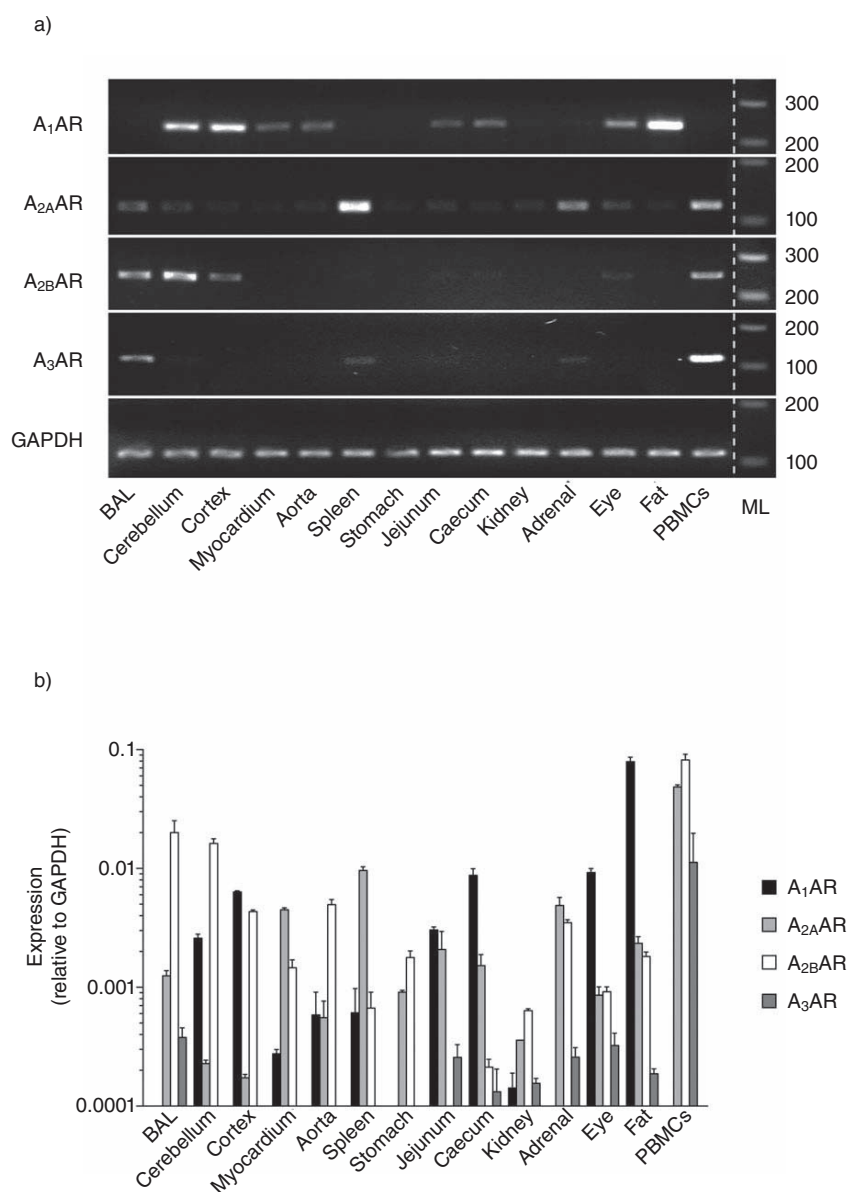 a)
A₁AR
300
200
A₂ₐAR
200
100
A₂ʙAR
300
200
A₃AR
200
100
GAPDH
200
100
BAL Cerebellum Cortex Myocardium Aorta Spleen Stomach Jejunum Caecum Kidney Adrenal Eye Fat PBMCs ML
b)
Expression
(relative to GAPDH)
0.1
0.01
0.001
0.0001
BAL Cerebellum Cortex Myocardium Aorta Spleen Stomach Jejunum Caecum Kidney Adrenal Eye Fat PBMCs
A₁AR
A₂ₐAR
A₂ʙAR
A₃AR